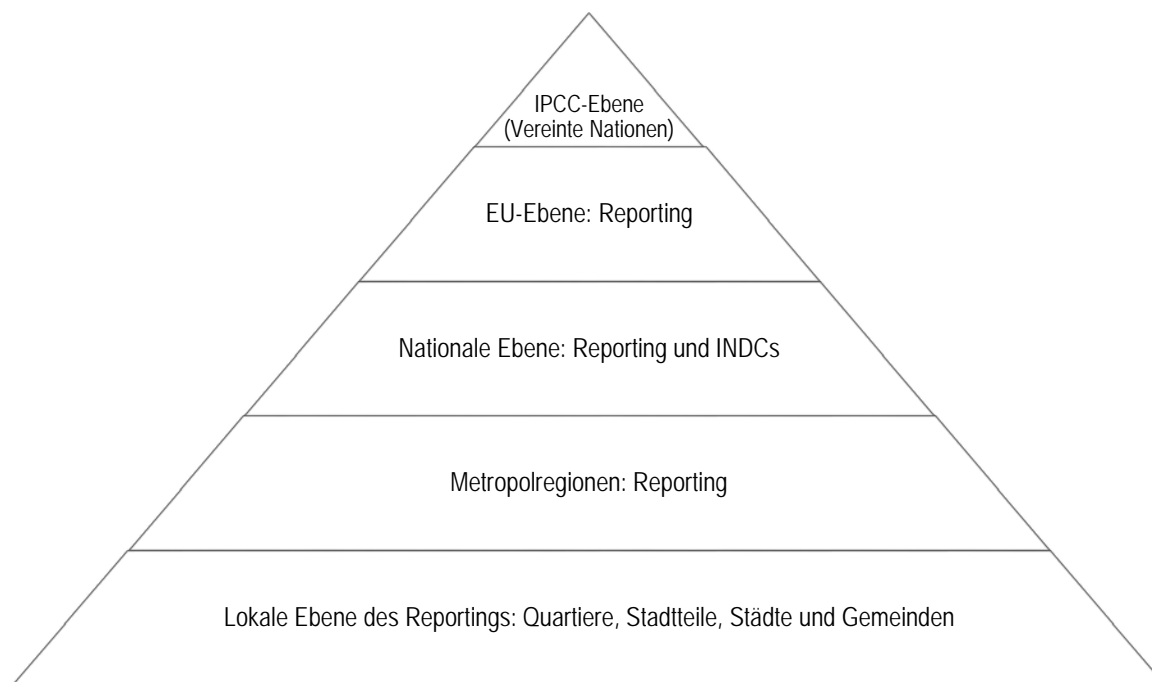 IPCC-Ebene
(Vereinte Nationen)
EU-Ebene: Reporting
Nationale Ebene: Reporting und INDCs
Metropolregionen: Reporting
Lokale Ebene des Reportings: Quartiere, Stadtteile, Städte und Gemeinden